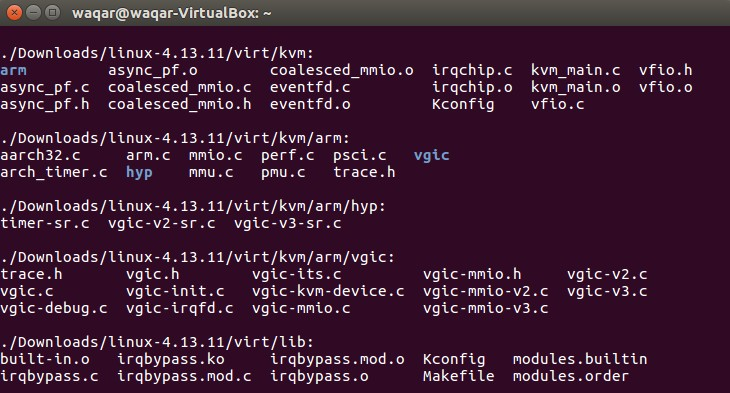 waqar@waqar-VirtualBox: ~
./Downloads/linux-4.13.11/virt/kvm:
arm async_pf.o coalesced_mmio.o irqchip.c kvm_main.c vfio.h
async_pf.c coalesced_mmio.c eventfd.c irqchip.o kvm_main.o vfio.o
async_pf.h coalesced_mmio.h eventfd.o Kconfig vfio.c
./Downloads/linux-4.13.11/virt/kvm/arm:
aarch32.c arm.c mmio.c perf.c psci.c vgic
arch_timer.c hyp mmu.c pmu.c trace.h
./Downloads/linux-4.13.11/virt/kvm/arm/hyp:
timer-sr.c vgic-v2-sr.c vgic-v3-sr.c
./Downloads/linux-4.13.11/virt/kvm/arm/vgic:
trace.h vgic.h vgic-its.c vgic-mmio.h vgic-v2.c
vgic.c vgic-init.c vgic-kvm-device.c vgic-mmio-v2.c vgic-v3.c
vgic-debug.c vgic-irqfd.c vgic-mmio.c vgic-mmio-v3.c
./Downloads/linux-4.13.11/virt/lib:
built-in.o irqbypass.ko irqbypass.mod.o Kconfig modules.builtin
irqbypass.c irqbypass.mod.c irqbypass.o Makefile modules.order